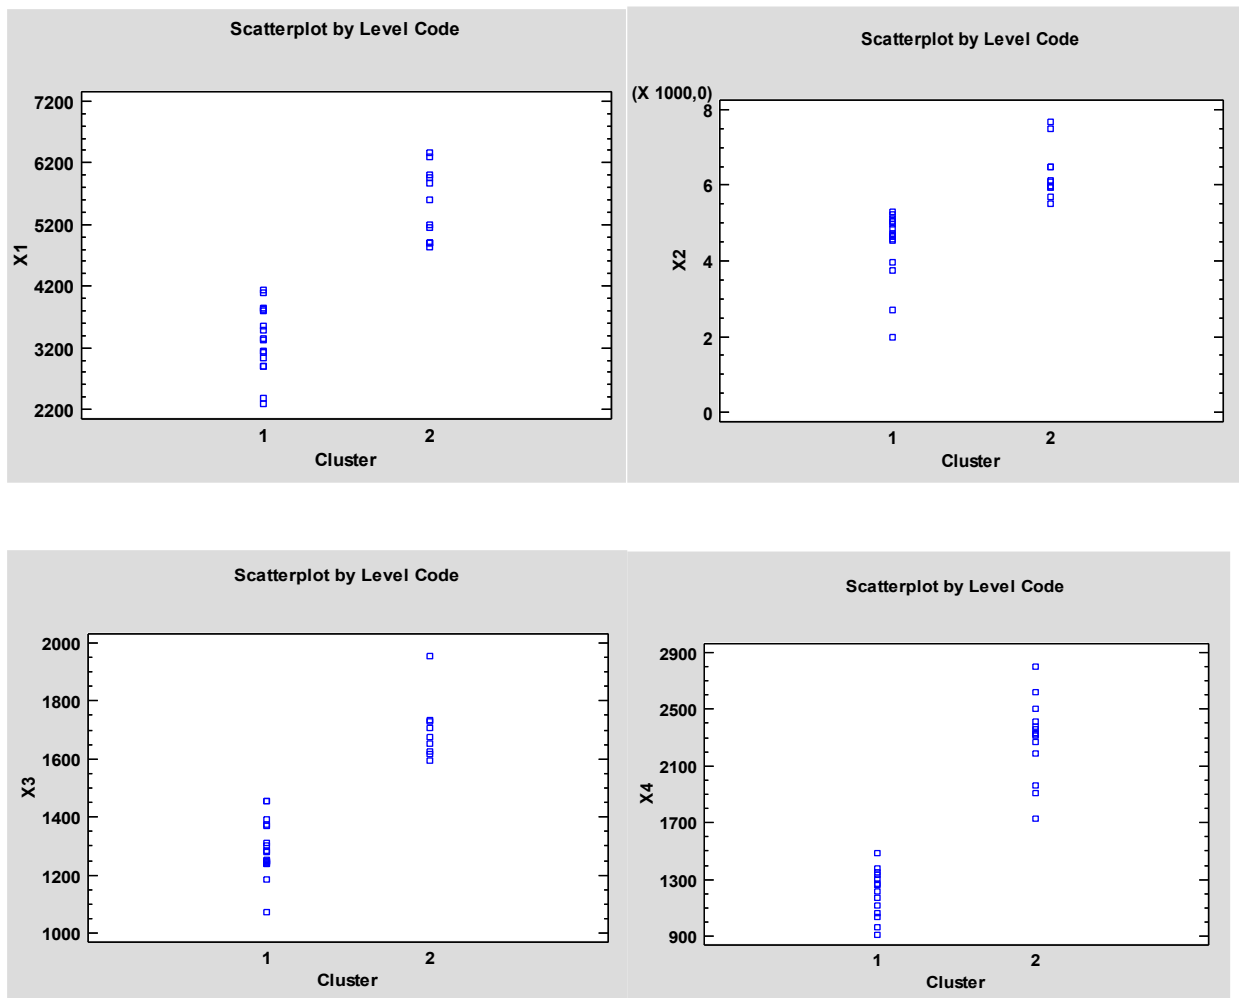 Scatterplot by Level Code
7200
6200
5200
4200
3200
2200
X1
1 2
Cluster
Scatterplot by Level Code
(X 1000,0)
8
6
4
2
0
X2
1 2
Cluster
Scatterplot by Level Code
2000
1800
1600
1400
1200
1000
X3
1 2
Cluster
Scatterplot by Level Code
2900
2500
2100
1700
1300
900
X4
1 2
Cluster